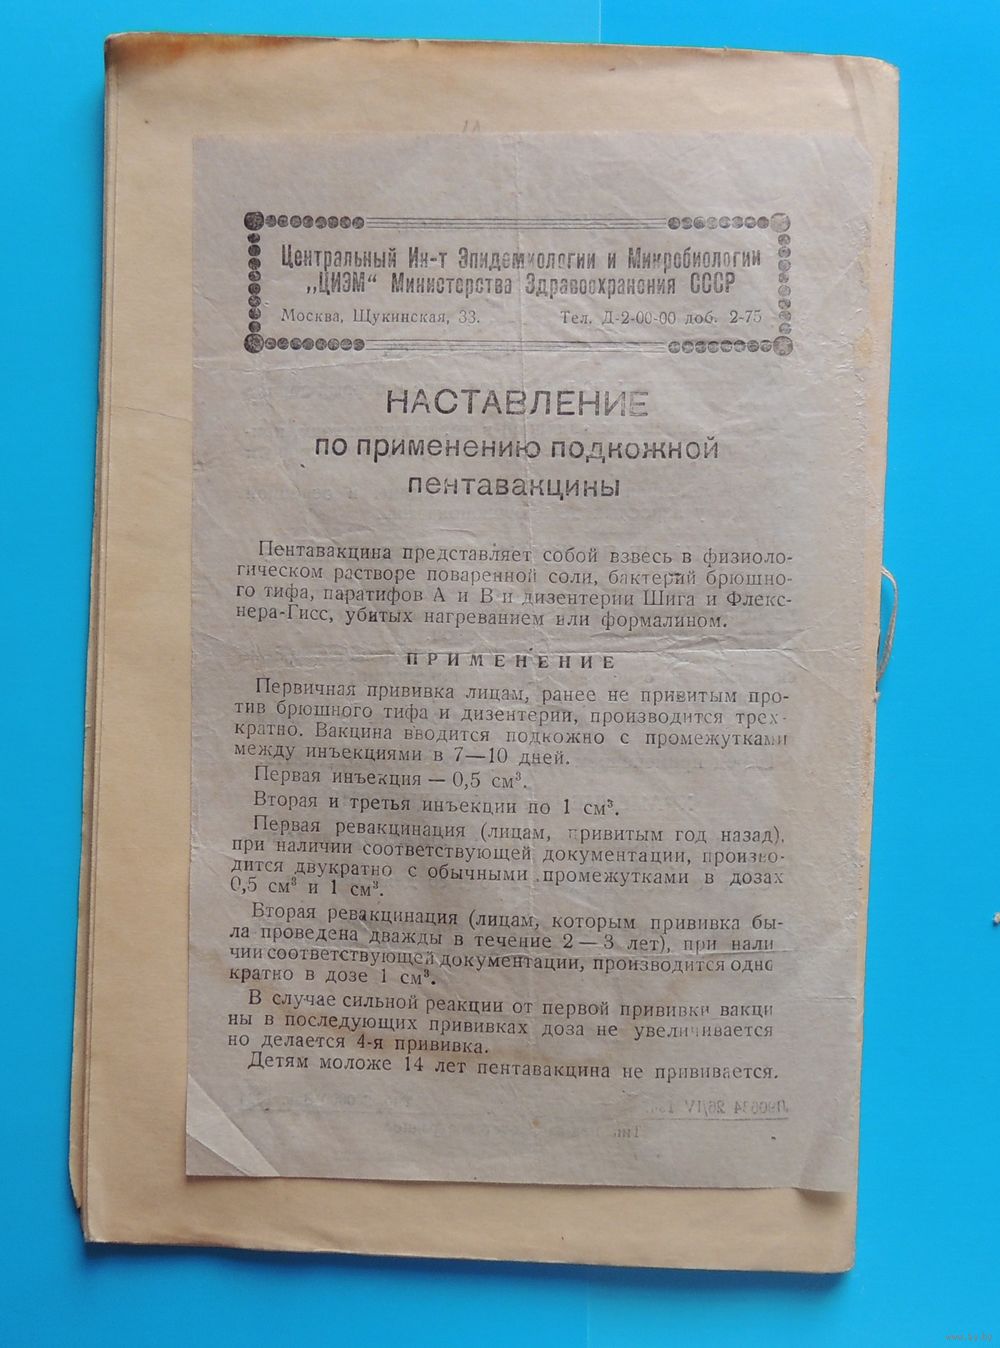 Центральный Ин-т Эпидемиологии и Микробиологии
„ЦИЭМ“ Министерства Здравоохранения СССР
Москва, Щукинская, 33. Тел. Д-2-00-00 доб. 2-75
НАСТАВЛЕНИЕ
по применению подкожной
пентавакцины
Пентавакцина представляет собой взвесь в физиоло-
гическом растворе поваренной соли, бактерий брюшно-
го тифа, паратифов А и В и дизентерии Шига и Флекс-
нера-Гисс, убитых нагреванием или формалином.
ПРИМЕНЕНИЕ
Первичная прививка лицам, ранее не привитым про-
тив брюшного тифа и дизентерии, производится трех-
кратно. Вакцина вводится подкожно с промежутками
между инъекциями в 7—10 дней.
Первая инъекция — 0,5 см³.
Вторая и третья инъекции по 1 см³.
Первая ревакцинация (лицам, привитым год назад),
при наличии соответствующей документации, произво-
дится двукратно с обычными промежутками в дозах
0,5 см³ и 1 см³.
Вторая ревакцинация (лицам, которым прививка бы-
ла проведена дважды в течение 2 — 3 лет), при нали
чии соответствующей документации, производится одно
кратно в дозе 1 см³.
В случае сильной реакции от первой прививки вакци
ны в последующих прививках доза не увеличивается
но делается 4-я прививка.
Детям моложе 14 лет пентавакцина не прививается.